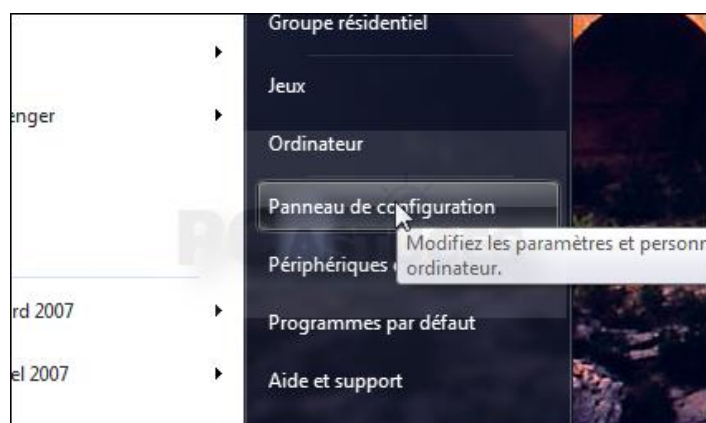 Groupe résidentiel
Jeux
enger
Ordinateur
Panneau de configuration
Modifiez les paramètres et personn
ordinateur.
Périphériques
rd 2007
Programmes par défaut
el 2007
Aide et support